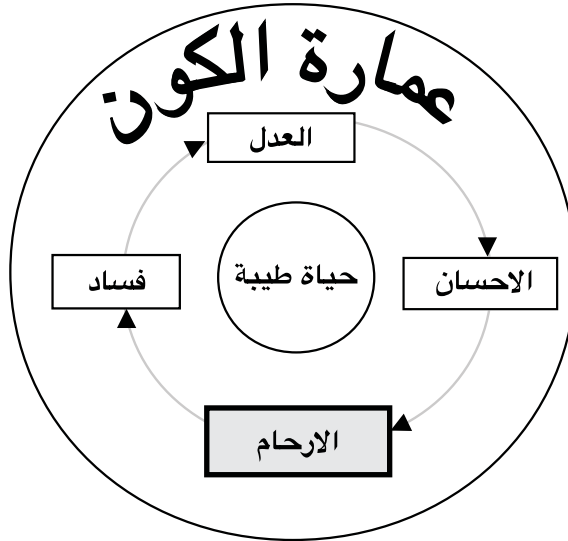 عمارة الكون
العدل
الاحسان
حياة طيبة
فساد
الارحام